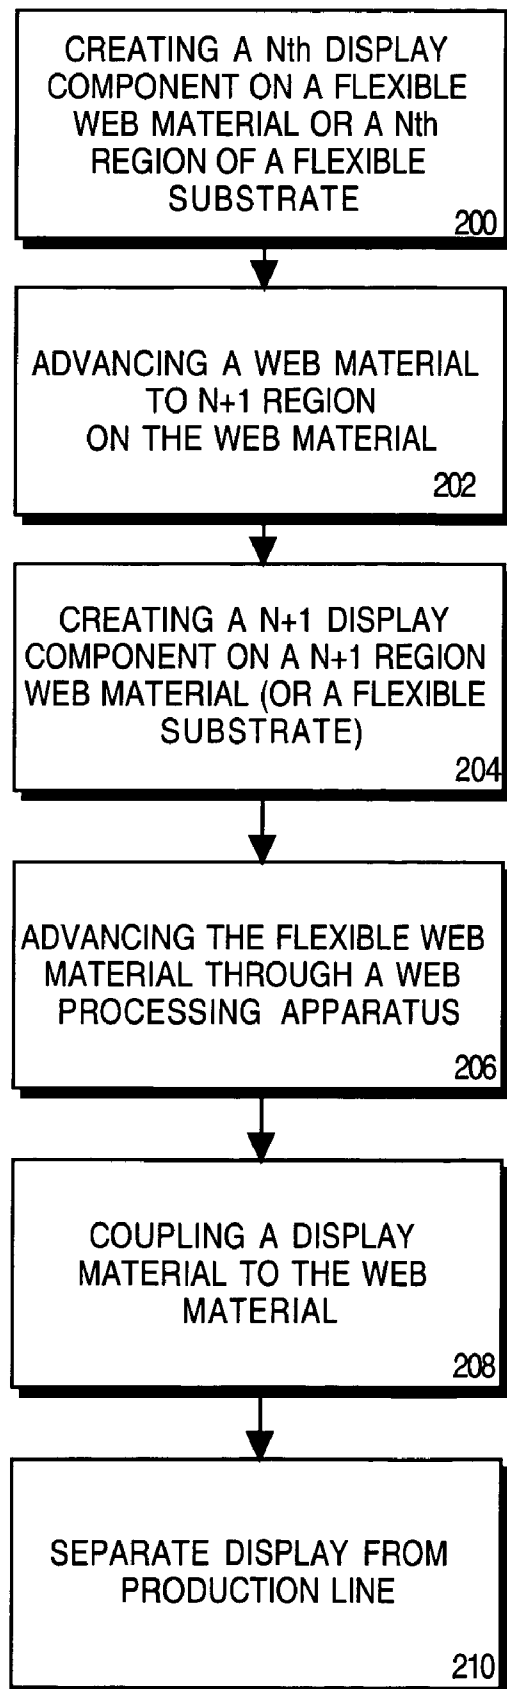 CREATING A Nth DISPLAY
COMPONENT ON A FLEXIBLE
WEB MATERIAL OR A Nth
REGION OF A FLEXIBLE
SUBSTRATE
200
ADVANCING A WEB MATERIAL
TO N+1 REGION
ON THE WEB MATERIAL
202
CREATING A N+1 DISPLAY
COMPONENT ON A N+1 REGION
WEB MATERIAL (OR A FLEXIBLE
SUBSTRATE)
204
ADVANCING THE FLEXIBLE WEB
MATERIAL THROUGH A WEB
PROCESSING APPARATUS
206
COUPLING A DISPLAY
MATERIAL TO THE WEB
MATERIAL
208
SEPARATE DISPLAY FROM
PRODUCTION LINE
210